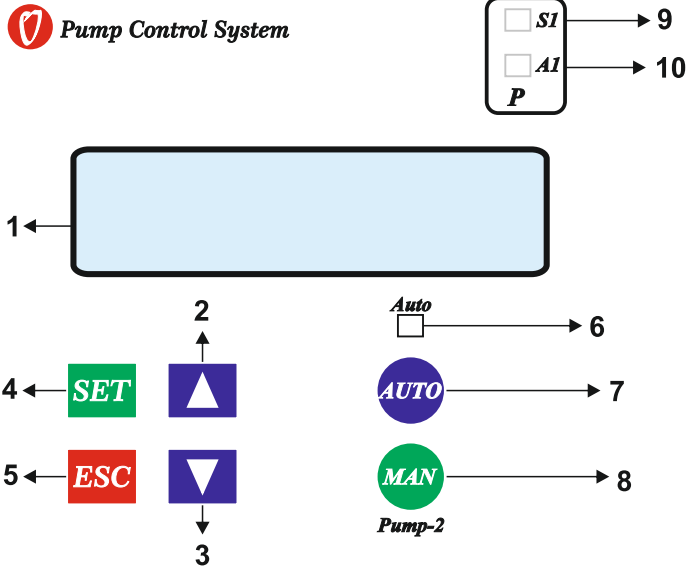 Pump Control System
S1
9
A1
10
P
1
2
Auto
6
4
SET
AUTO
7
5
ESC
MAN
8
Pump-2
3